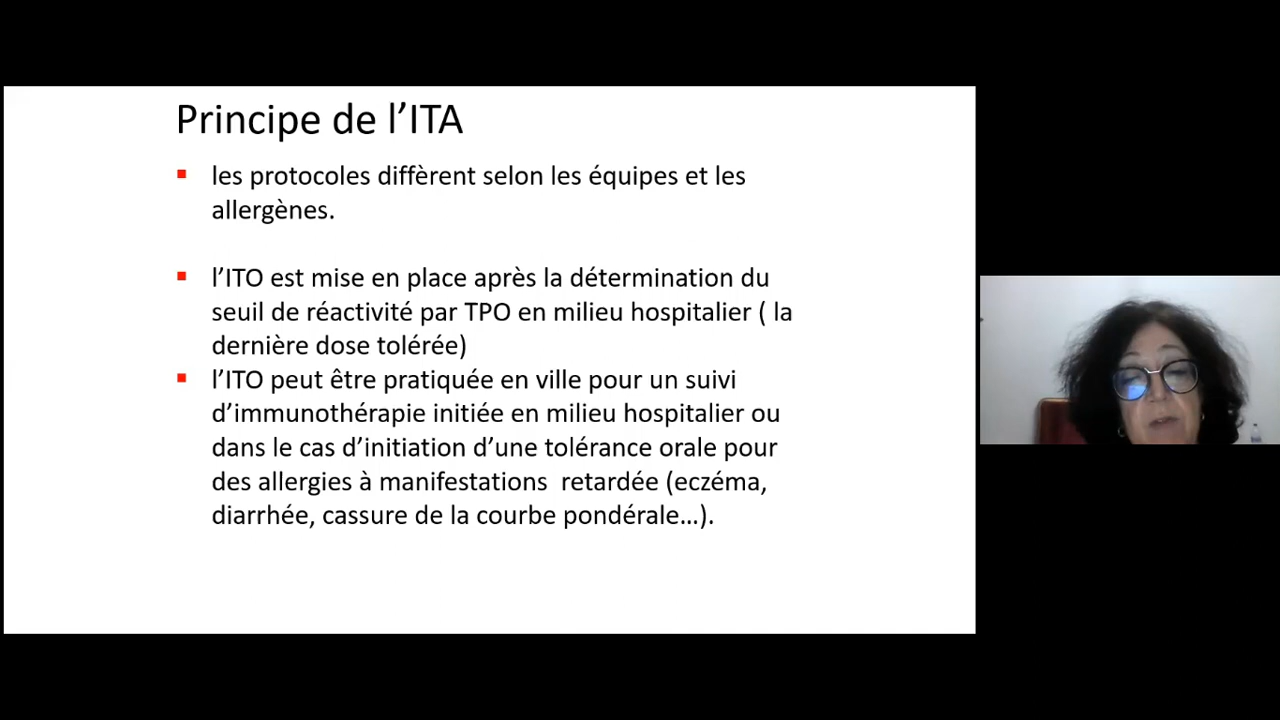 Principe de l’ITA
▪ les protocoles diffèrent selon les équipes et les
allergènes.
▪ l’ITO est mise en place après la détermination du
seuil de réactivité par TPO en milieu hospitalier ( la
dernière dose tolérée)
▪ l’ITO peut être pratiquée en ville pour un suivi
d’immunothérapie initiée en milieu hospitalier ou
dans le cas d’initiation d’une tolérance orale pour
des allergies à manifestations  retardée (eczéma,
diarrhée, cassure de la courbe pondérale…).